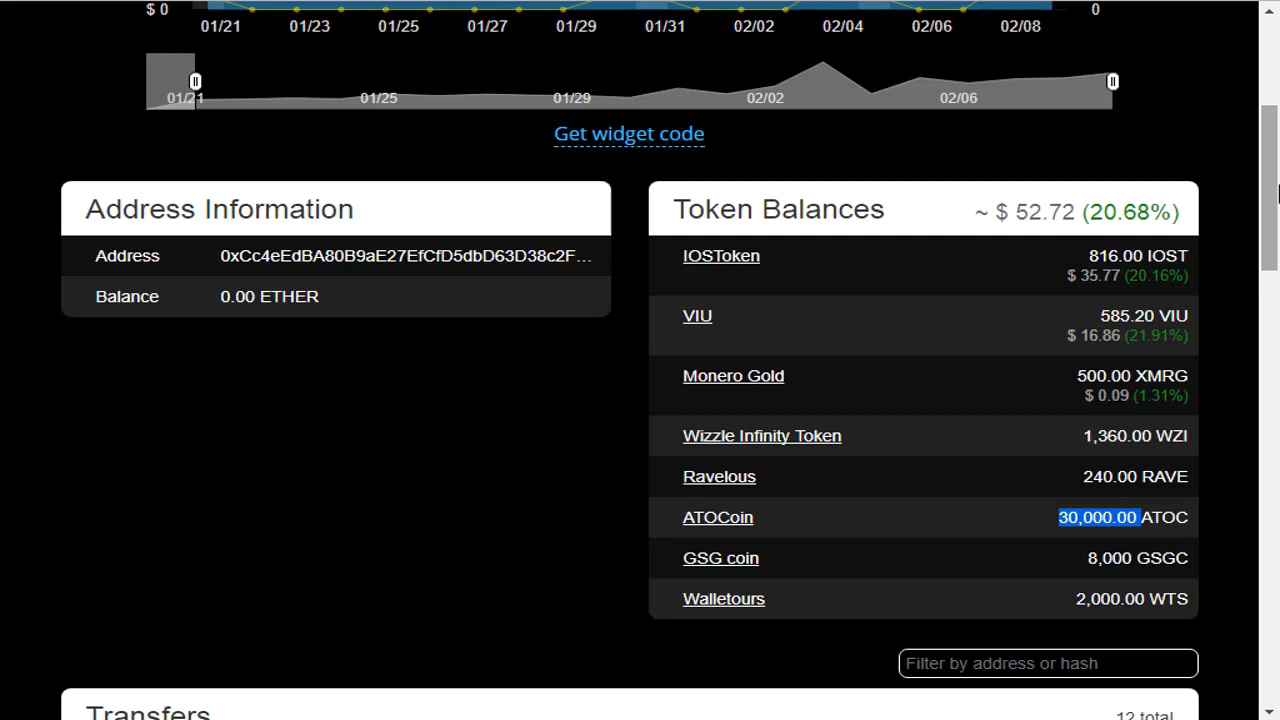 $ 0
0
01/21 01/23 01/25 01/27 01/29 01/31 02/02 02/04 02/06 02/08
01/21 01/25 01/29 02/02 02/06
Get widget code
Address Information
Address 0xCc4eEdBA80B9aE27EfCfD5dbD63D38c2F...
Balance 0.00 ETHER
Token Balances ~ $ 52.72 (20.68%)
IOSToken 816.00 IOST
$ 35.77 (20.16%)
VIU 585.20 VIU
$ 16.86 (21.91%)
Monero Gold 500.00 XMRG
$ 0.09 (1.31%)
Wizzle Infinity Token 1,360.00 WZI
Ravelous 240.00 RAVE
ATOCoin 30,000.00 ATOC
GSG coin 8,000 GSGC
Walletours 2,000.00 WTS
Filter by address or hash
Transfers 12 total